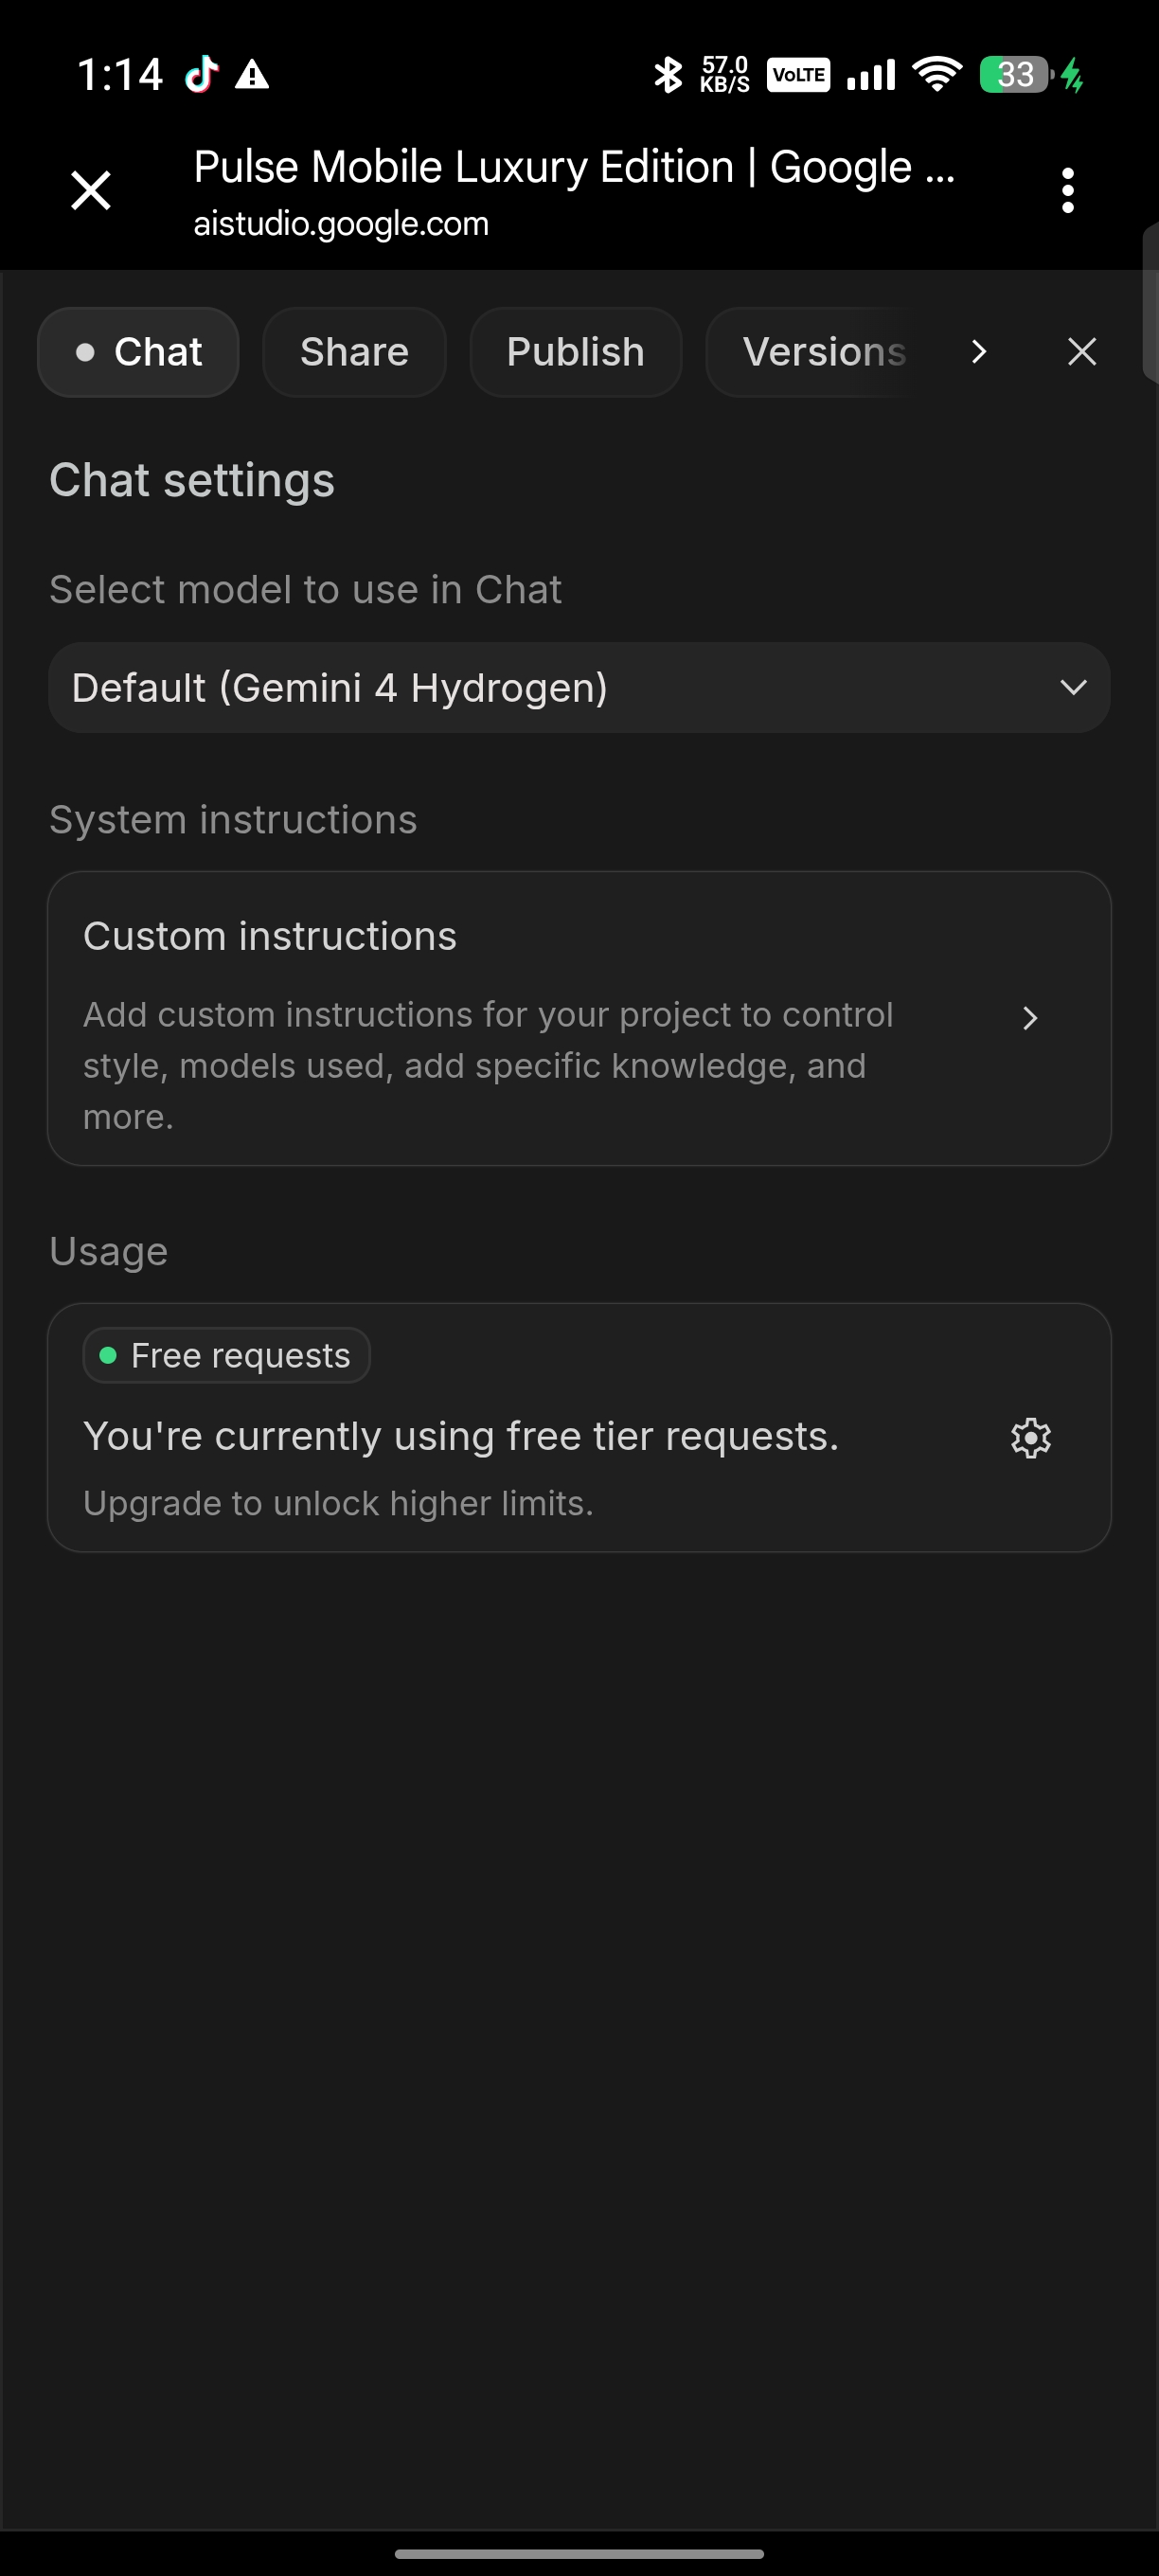 1:14
57.0
KB/S
VoLTE
33
Pulse Mobile Luxury Edition | Google ...
aistudio.google.com
Chat
Share
Publish
Versions
Chat settings
Select model to use in Chat
Default (Gemini 4 Hydrogen)
System instructions
Custom instructions
Add custom instructions for your project to control
style, models used, add specific knowledge, and
more.
Usage
Free requests
You're currently using free tier requests.
Upgrade to unlock higher limits.